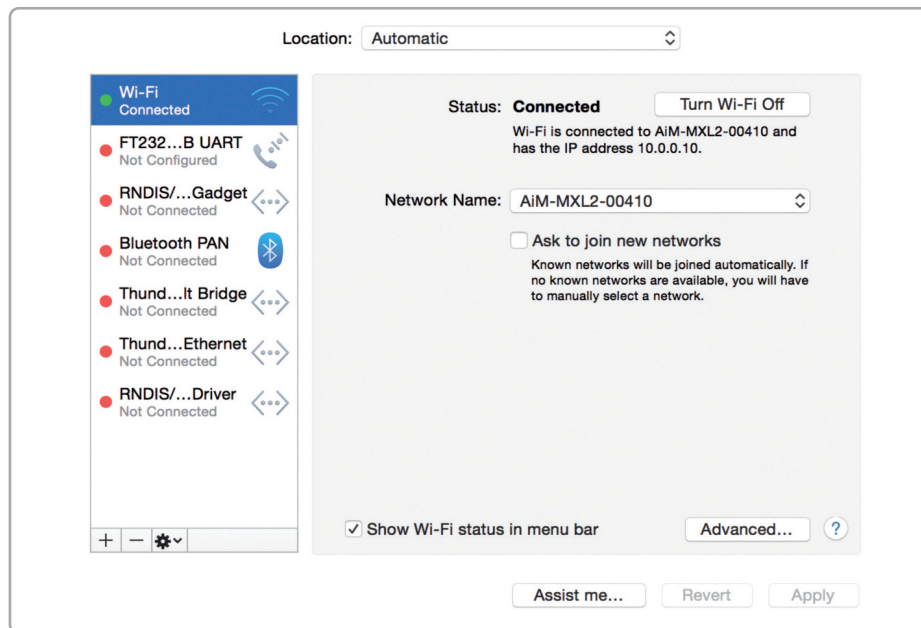 Location: Automatic
Wi-Fi
Connected
FT232...B UART
Not Configured
RNDIS/...Gadget
Not Connected
Bluetooth PAN
Not Connected
Thund...lt Bridge
Not Connected
Thund...Ethernet
Not Connected
RNDIS/...Driver
Not Connected
Status: Connected Turn Wi-Fi Off
Wi-Fi is connected to AiM-MXL2-00410 and
has the IP address 10.0.0.10.
Network Name: AiM-MXL2-00410
Ask to join new networks
Known networks will be joined automatically. If
no known networks are available, you will have
to manually select a network.
Show Wi-Fi status in menu bar Advanced... ?
Assist me... Revert Apply